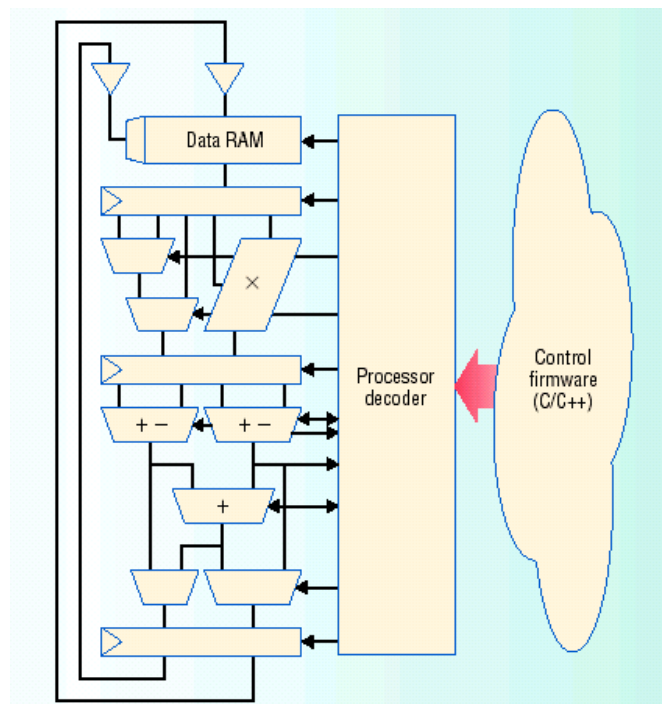 Data RAM
×
Processor
decoder
Control
firmware
(C/C++)
+ −
+ −
+